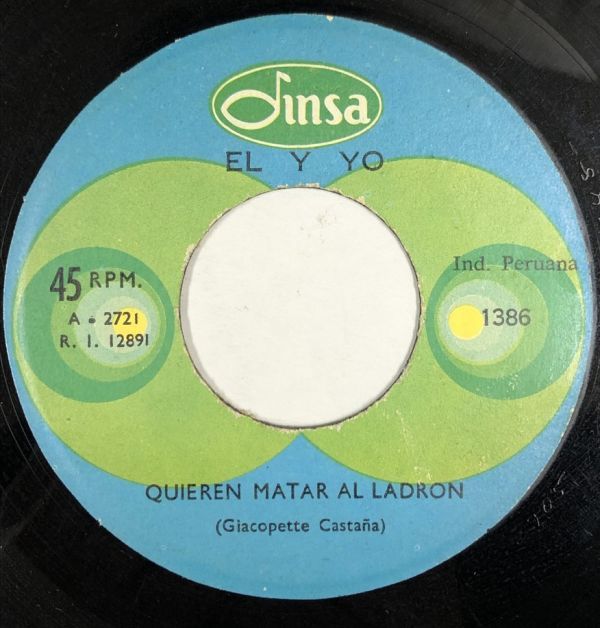 Dinsa
EL Y YO
45 RPM.
A - 2721
R. I. 12891
Ind. Peruana
1386
QUIEREN MATAR AL LADRON
(Giacopette Castaña)